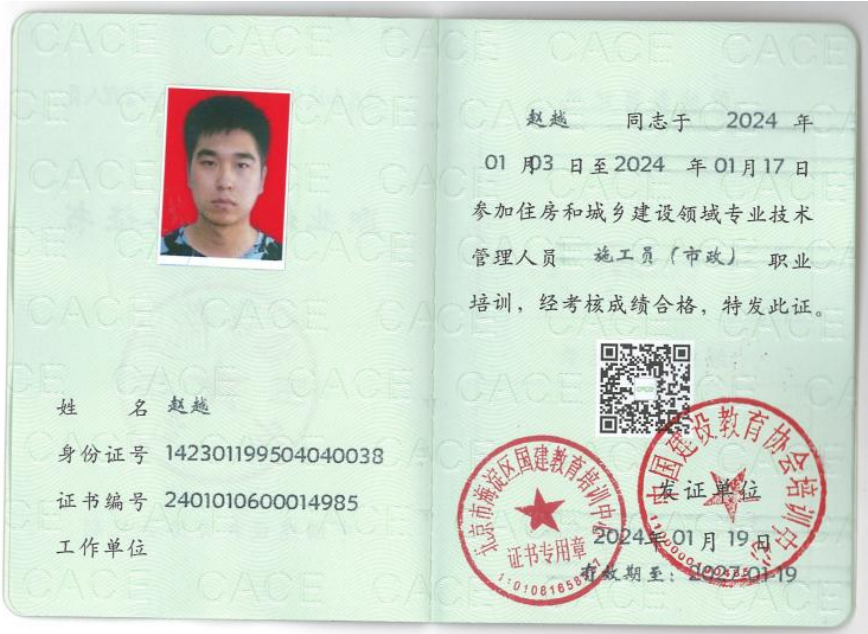 姓 名 赵越
身份证号 142301199504040038
证书编号 2401010600014985
工作单位
赵越 同志于 2024 年
01 月03 日至2024 年01月17日
参加住房和城乡建设领域专业技术
管理人员 施工员(市政) 职业
培训,经考核成绩合格,特发此证。
中国建设教育协会培训中心
北京市海淀区国建教育培训中心
证书专用章
发证单位
2024年01月19日
有效期至:2027-01-19
CACE